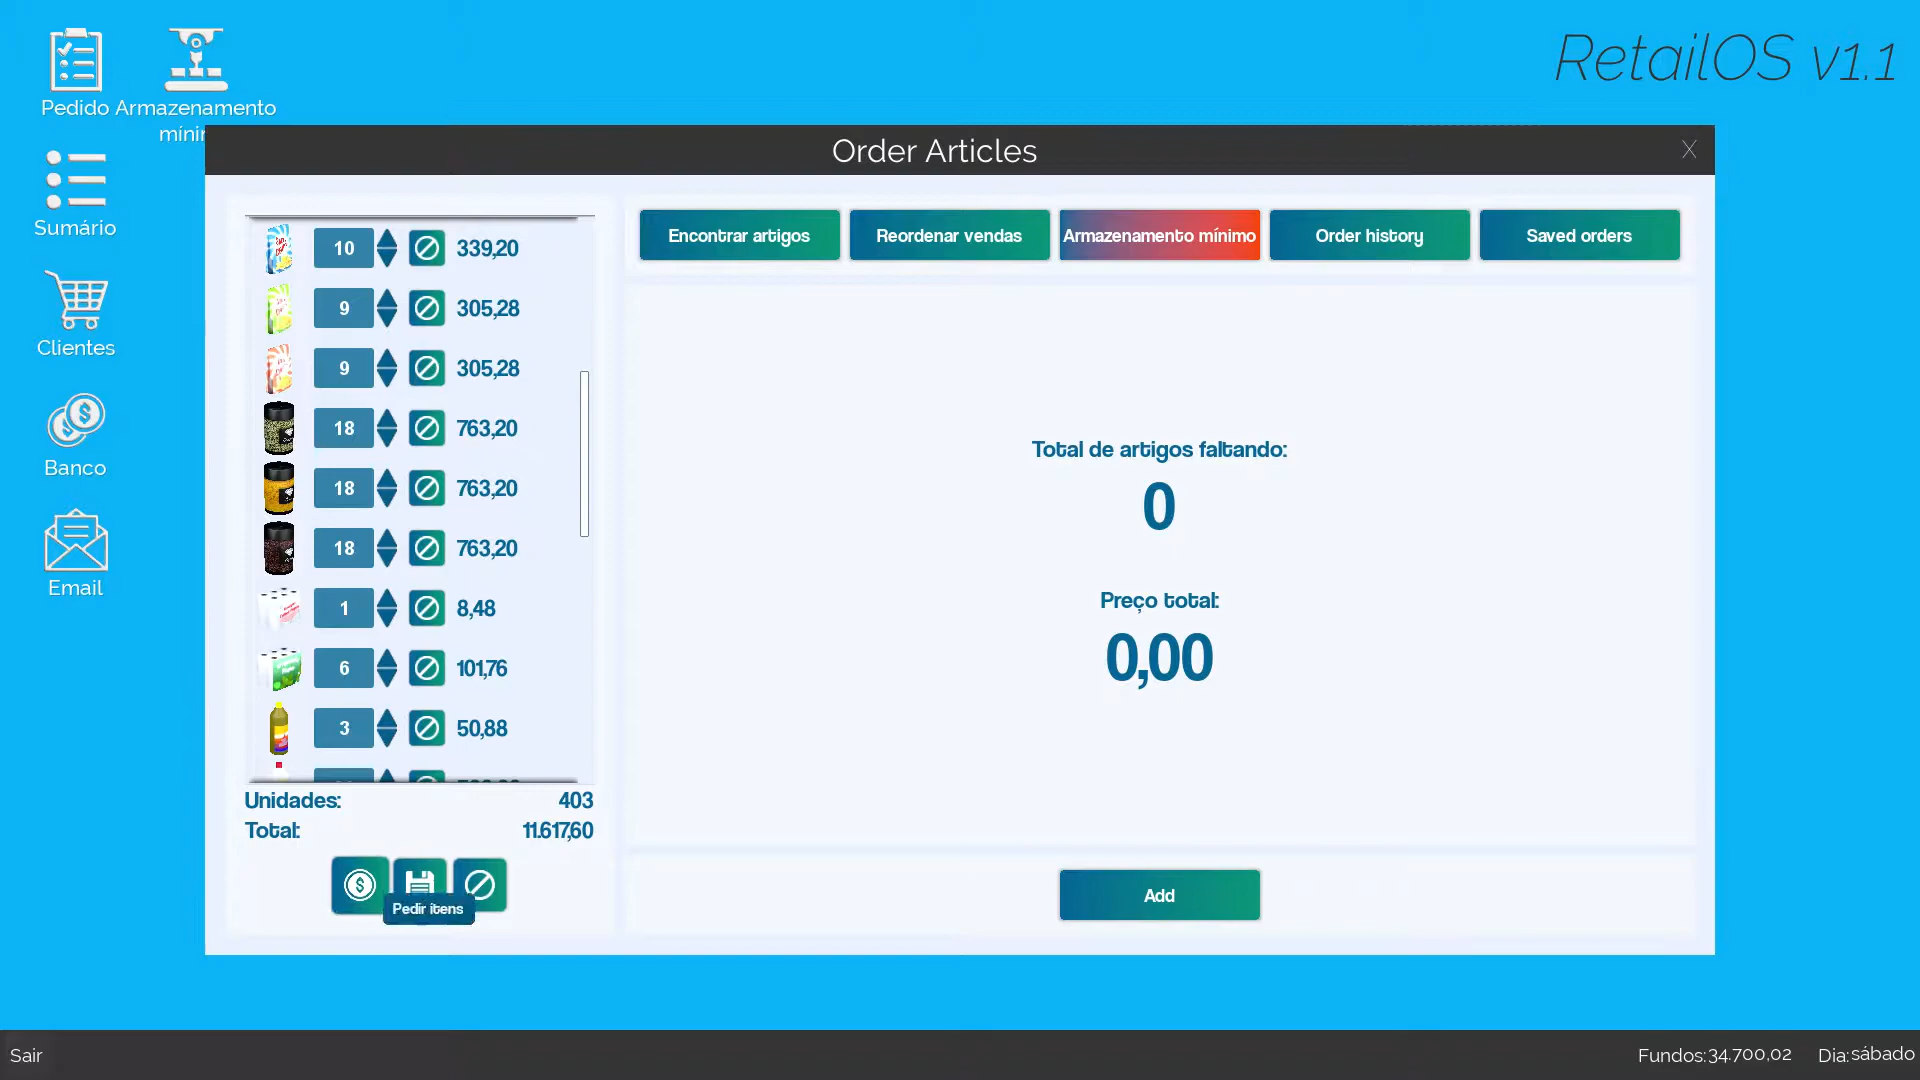 RetailOS v1.1
Pedido
Armazenamento
Sumário
Clientes
Banco
Email
Order Articles
X
Encontrar artigos
Reordenar vendas
Armazenamento mínimo
Order history
Saved orders
10 339,20
9 305,28
9 305,28
18 763,20
18 763,20
18 763,20
1 8,48
6 101,76
3 50,88
Unidades: 403
Total: 11.617,60
Pedir itens
Total de artigos faltando:
0
Preço total:
0,00
Add
Sair
Fundos: 34.700,02
Dia: sábado